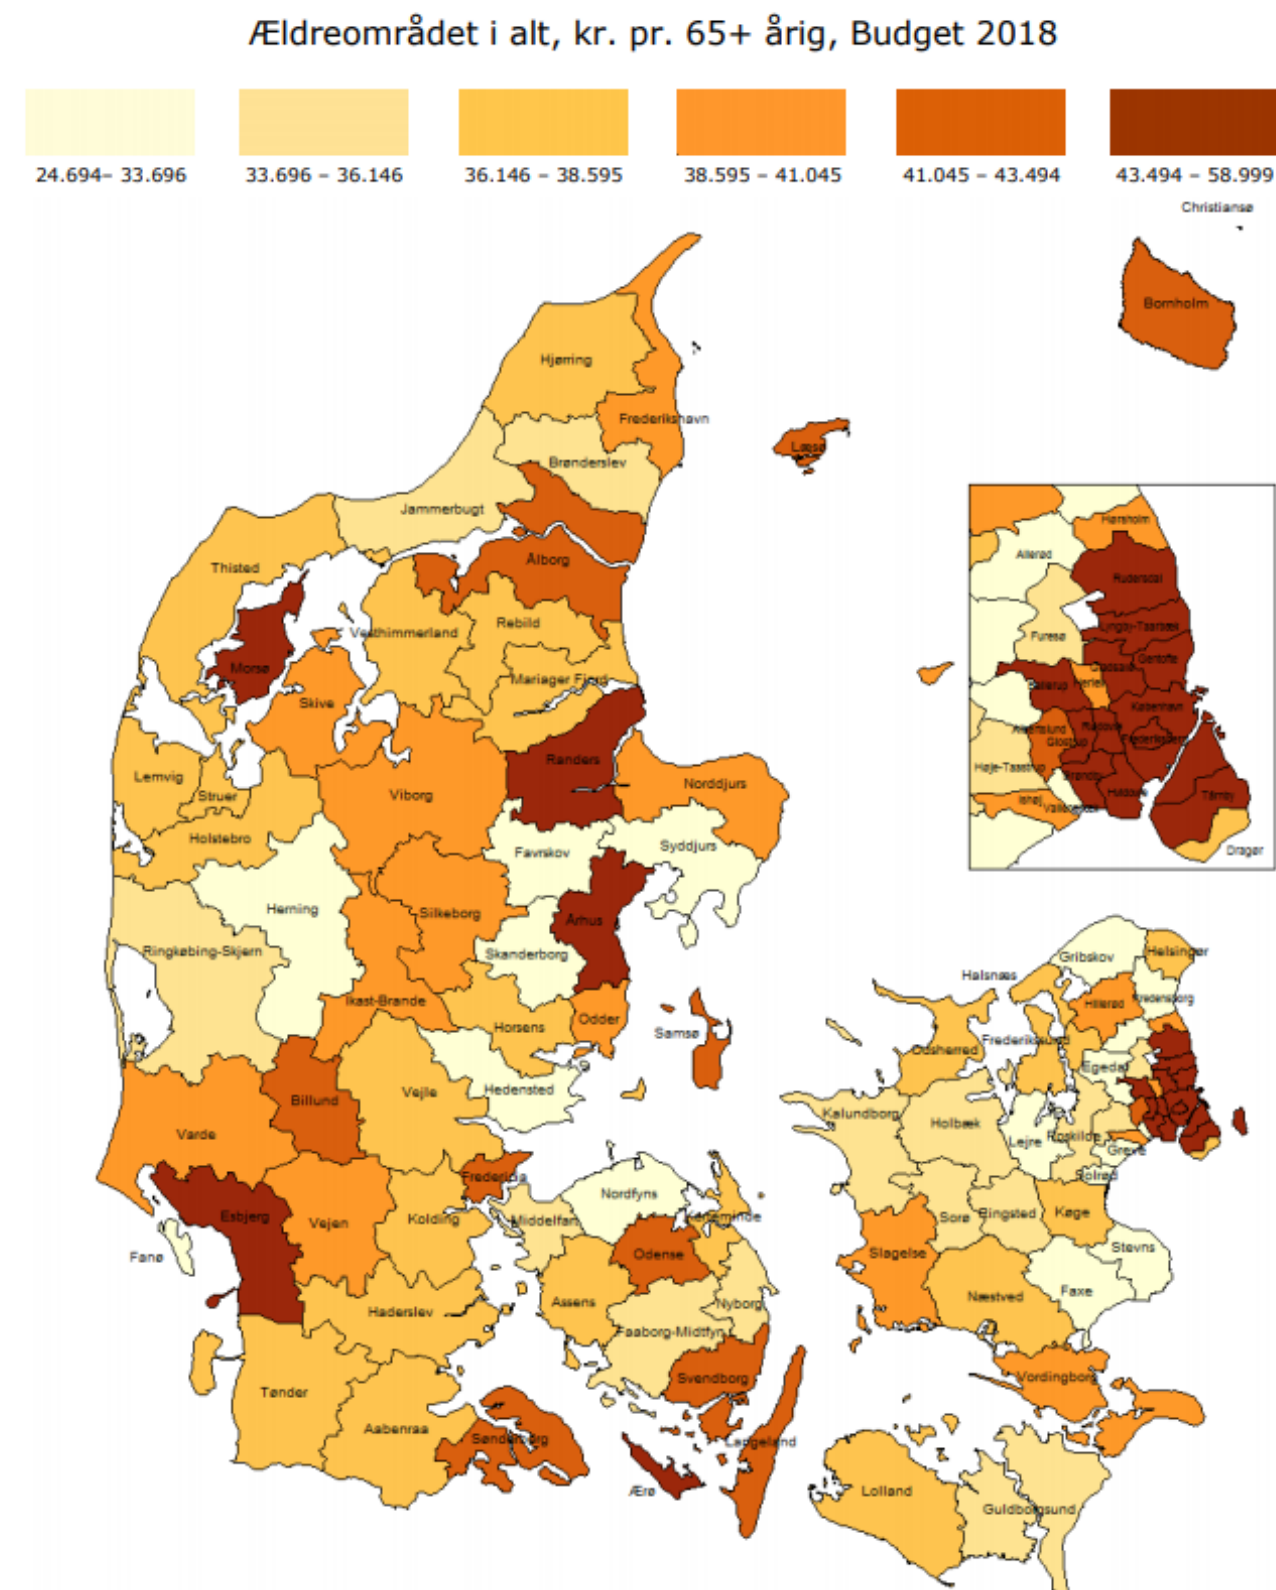 Ældreområdet i alt, kr. pr. 65+ årig, Budget 2018
24.694– 33.696
33.696 – 36.146
36.146 – 38.595
38.595 – 41.045
41.045 – 43.494
43.494 – 58.999
Christiansø
Bornholm
Hjørring
Frederikshavn
Læsø
Brønderslev
Jammerbugt
Ålborg
Thisted
Vesthimmerland
Rebild
Morsø
Mariager Fjord
Skive
Randers
Norddjurs
Lemvig
Struer
Viborg
Holstebro
Favrskov
Syddjurs
Herning
Silkeborg
Århus
Ringkøbing-Skjern
Skanderborg
Ikast-Brande
Horsens
Odder
Samsø
Hedensted
Billund
Vejle
Varde
Fredericia
Esbjerg
Vejen
Kolding
Fanø
Middelfart
Nordfyns
Kerteminde
Odense
Assens
Nyborg
Haderslev
Faaborg-Midtfyn
Svendborg
Tønder
Aabenraa
Sønderborg
Langeland
Ærø
Hørsholm
Allerød
Rudersdal
Furesø
Lyngby-Taarbæk
Gentofte
Gladsaxe
Ballerup
Herlev
København
Albertslund
Rødovre
Glostrup
Frederiksberg
Høje-Taastrup
Brøndby
Hvidovre
Tårnby
Ishøj
Vallensbæk
Dragør
Gribskov
Helsingør
Halsnæs
Hillerød
Fredensborg
Frederikssund
Odsherred
Egedal
Kalundborg
Holbæk
Lejre
Roskilde
Greve
Solrød
Sorø
Ringsted
Køge
Slagelse
Stevns
Næstved
Faxe
Vordingborg
Lolland
Guldborgsund